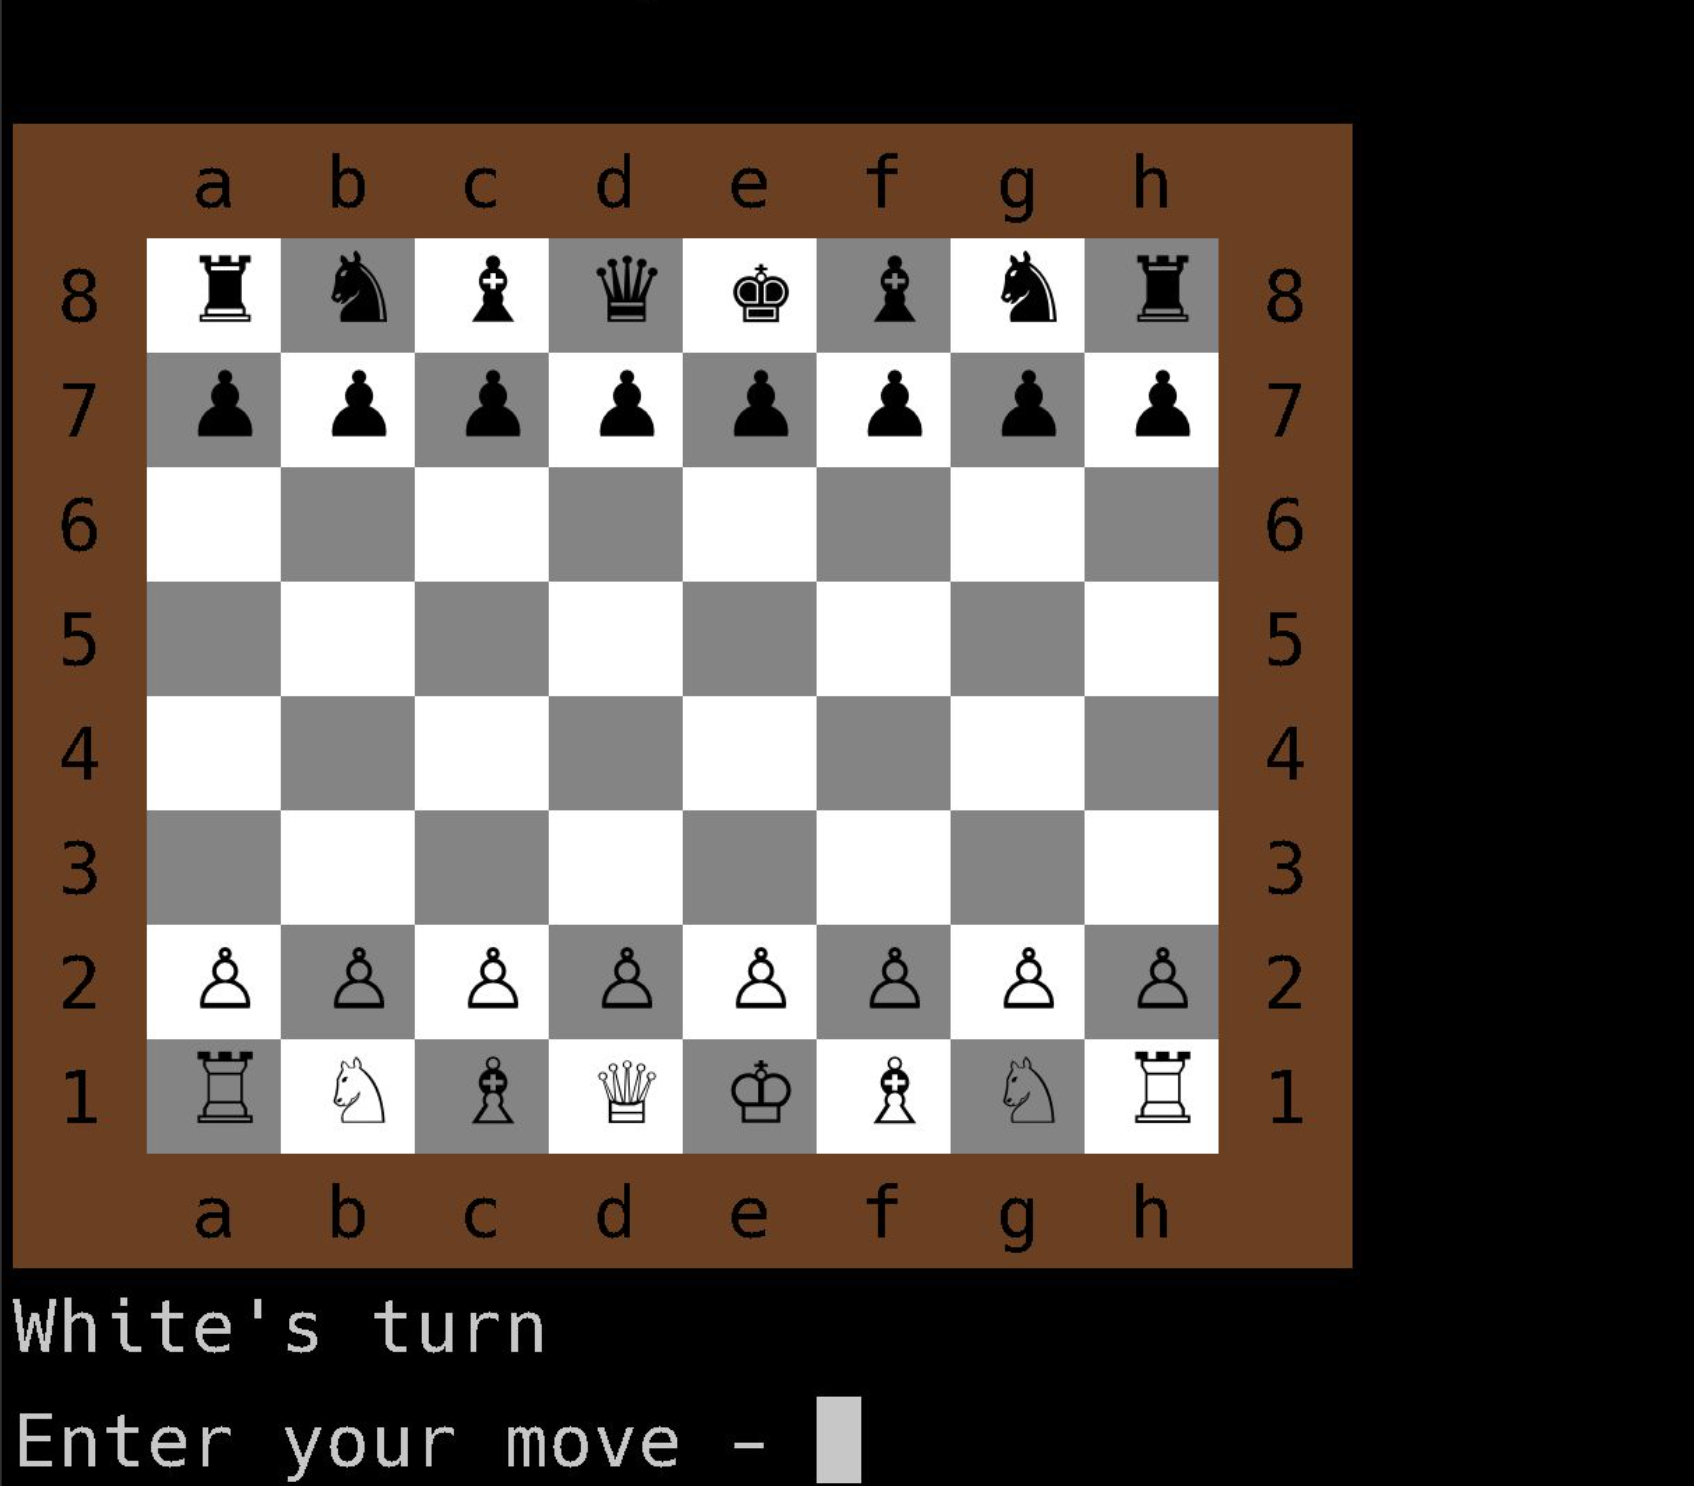 a b c d e f g h
8 ♜ ♞ ♝ ♛ ♚ ♝ ♞ ♜ 8
7 ♟ ♟ ♟ ♟ ♟ ♟ ♟ ♟ 7
6 6
5 5
4 4
3 3
2 ♙ ♙ ♙ ♙ ♙ ♙ ♙ ♙ 2
1 ♖ ♘ ♗ ♕ ♔ ♗ ♘ ♖ 1
a b c d e f g h
White's turn
Enter your move -